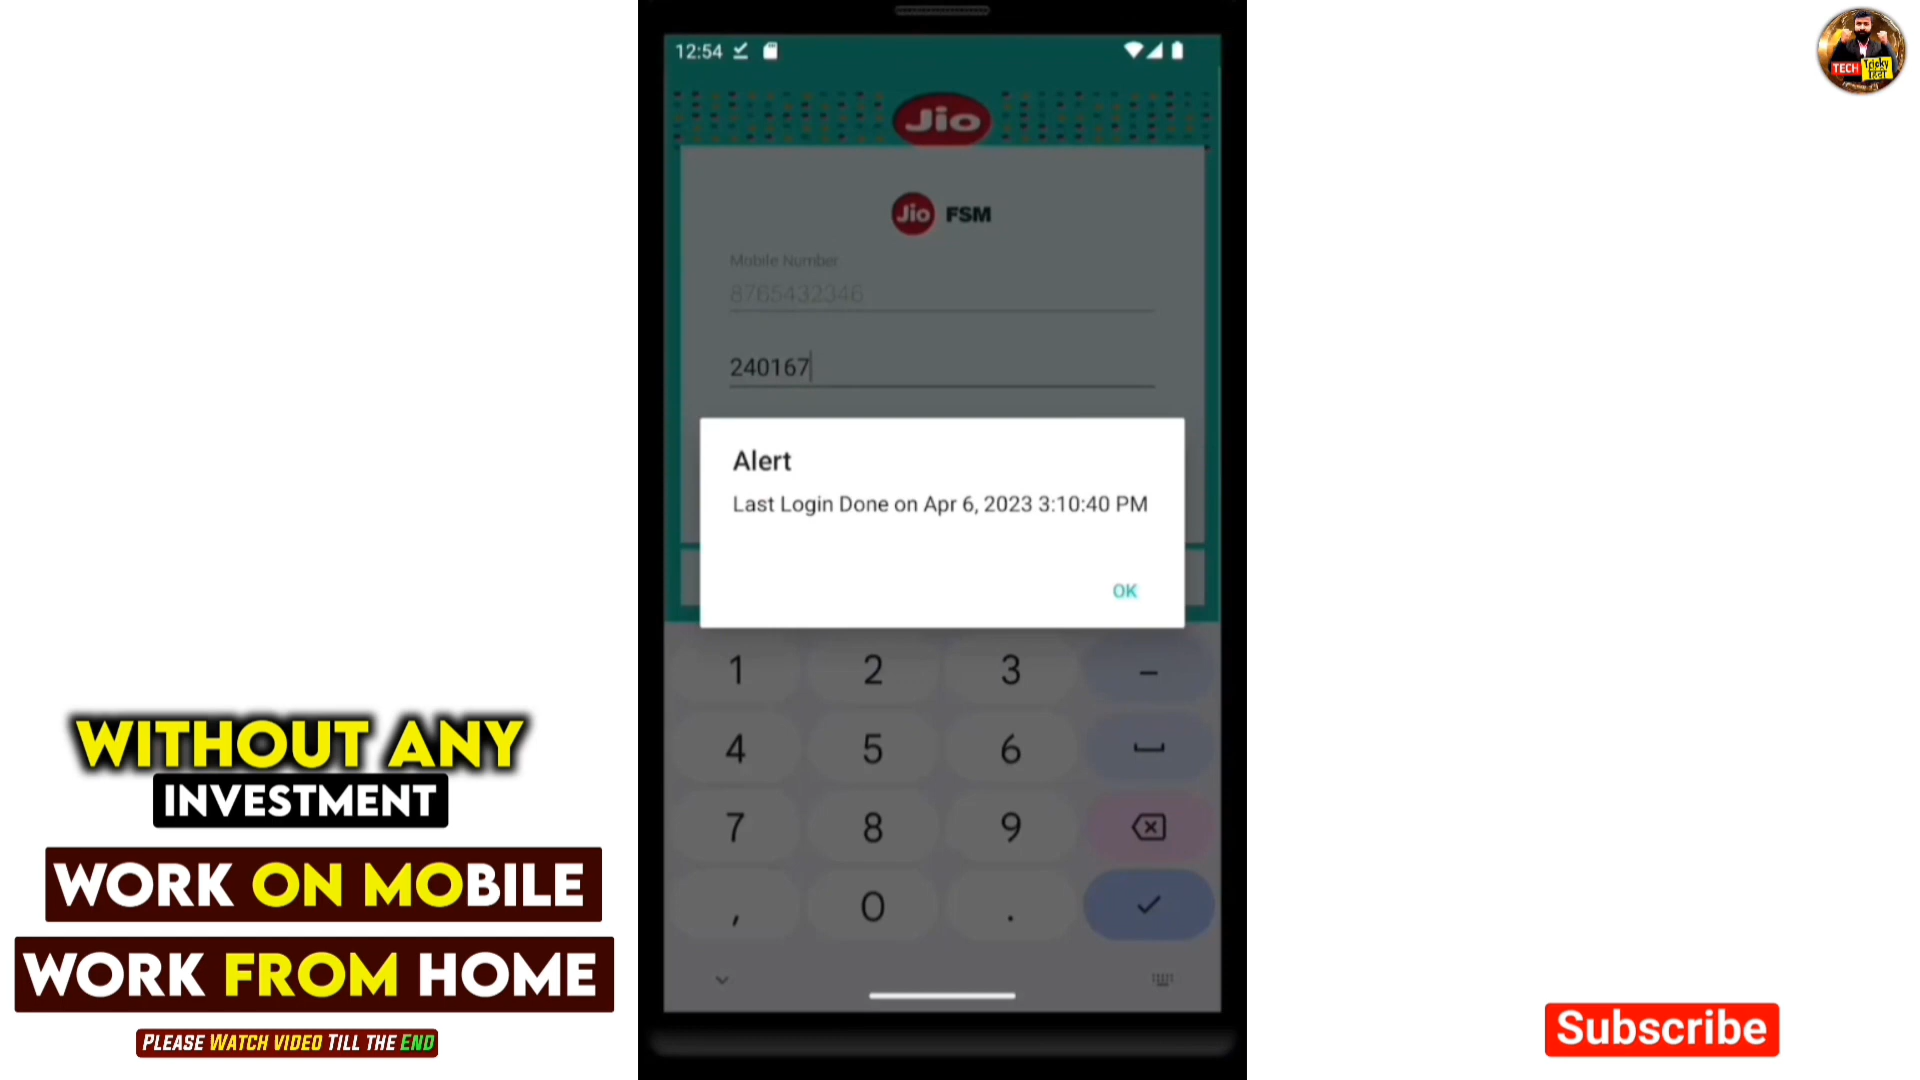 12:54
Jio
Jio FSM
Mobile Number
8765432346
240167
Alert
Last Login Done on Apr 6, 2023 3:10:40 PM
OK
1 2 3 –
4 5 6
7 8 9
, 0 .
WITHOUT ANY
INVESTMENT
WORK ON MOBILE
WORK FROM HOME
PLEASE WATCH VIDEO TILL THE END
TECH Tricky
Subscribe